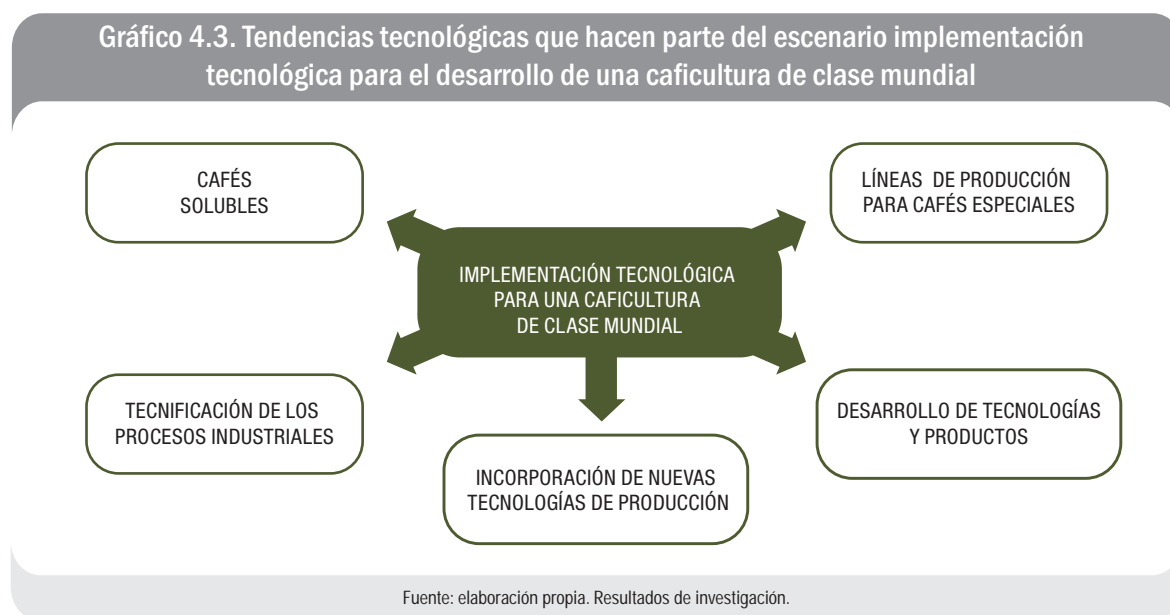 Gráfico 4.3. Tendencias tecnológicas que hacen parte del escenario implementación
tecnológica para el desarrollo de una caficultura de clase mundial
CAFÉS
SOLUBLES
LÍNEAS DE PRODUCCIÓN
PARA CAFÉS ESPECIALES
IMPLEMENTACIÓN TECNOLÓGICA
PARA UNA CAFICULTURA
DE CLASE MUNDIAL
TECNIFICACIÓN DE LOS
PROCESOS INDUSTRIALES
DESARROLLO DE TECNOLOGÍAS
Y PRODUCTOS
INCORPORACIÓN DE NUEVAS
TECNOLOGÍAS DE PRODUCCIÓN
Fuente: elaboración propia. Resultados de investigación.